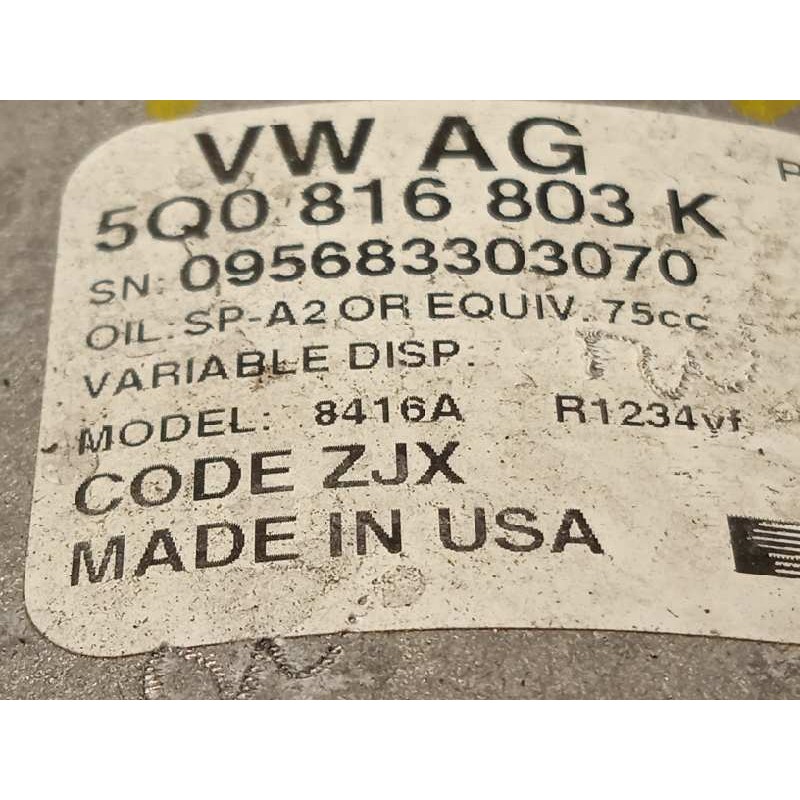 VW AG
5Q0 816 803 K
SN: 095683303070
OIL: SP-A2 OR EQUIV. 75cc
VARIABLE DISP.
MODEL: 8416A R1234yf
CODE ZJX
MADE IN USA